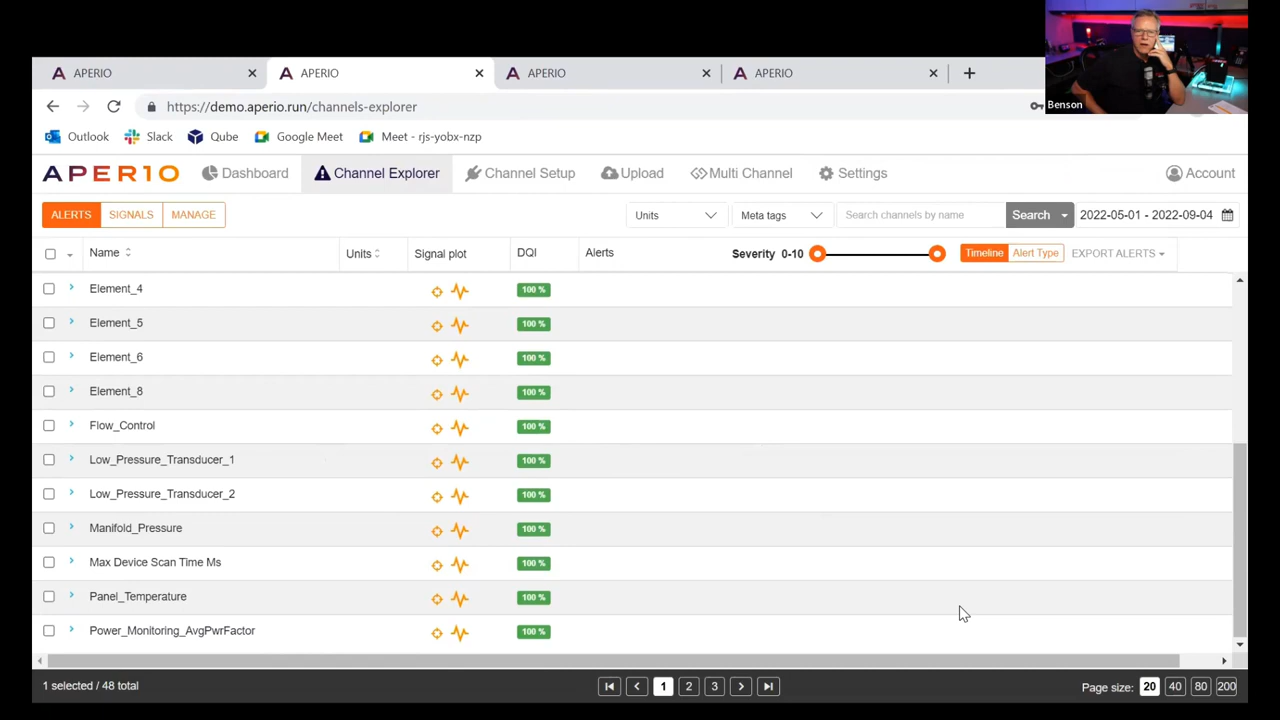 Benson
APERIO
APERIO
APERIO
APERIO
https://demo.aperio.run/channels-explorer
Outlook
Slack
Qube
Google Meet
Meet - rjs-yobx-nzp
APERIO
Dashboard
Channel Explorer
Channel Setup
Upload
Multi Channel
Settings
Account
ALERTS
SIGNALS
MANAGE
Units
Meta tags
Search channels by name
Search
2022-05-01 - 2022-09-04
Name
Units
Signal plot
DQI
Alerts
Severity 0-10
Timeline
Alert Type
EXPORT ALERTS
Element_4 100 %
Element_5 100 %
Element_6 100 %
Element_8 100 %
Flow_Control 100 %
Low_Pressure_Transducer_1 100 %
Low_Pressure_Transducer_2 100 %
Manifold_Pressure 100 %
Max Device Scan Time Ms 100 %
Panel_Temperature 100 %
Power_Monitoring_AvgPwrFactor 100 %
1 selected / 48 total
1 2 3
Page size: 20 40 80 200